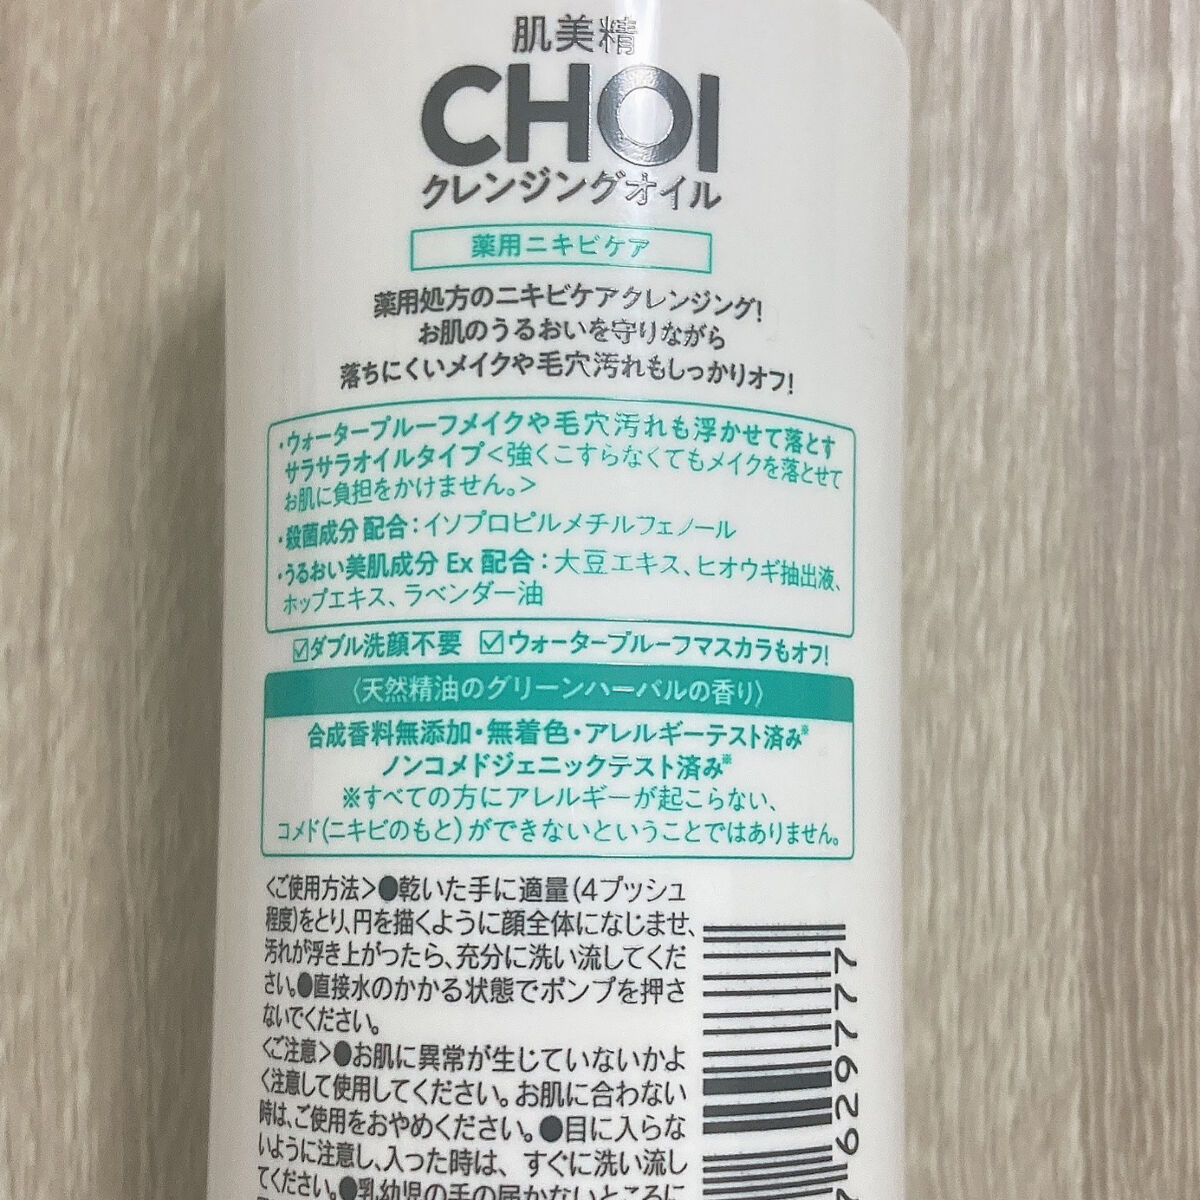 肌美精
CHOI
クレンジングオイル
薬用ニキビケア
薬用処方のニキビケアクレンジング!
お肌のうるおいを守りながら
落ちにくいメイクや毛穴汚れもしっかりオフ!
・ウォータープルーフメイクや毛穴汚れも浮かせて落とす
サラサラオイルタイプ<強くこすらなくてもメイクを落とせて
お肌に負担をかけません。>
・殺菌成分 配合:イソプロピルメチルフェノール
・うるおい美肌成分 Ex 配合:大豆エキス、ヒオウギ抽出液、
ホップエキス、ラベンダー油
☑ダブル洗顔不要 ☑ウォータープルーフマスカラもオフ!
〈天然精油のグリーンハーバルの香り〉
合成香料無添加・無着色・アレルギーテスト済み※
ノンコメドジェニックテスト済み※
※すべての方にアレルギーが起こらない、
コメド(ニキビのもと)ができないということではありません。
<ご使用方法>●乾いた手に適量(4プッシュ
程度)をとり、円を描くように顔全体になじませ、
汚れが浮き上がったら、充分に洗い流してくだ
さい。●直接水のかかる状態でポンプを押さ
ないでください。
<ご注意>●お肌に異常が生じていないかよ
く注意して使用してください。お肌に合わない
時は、ご使用をおやめください。●目に入らな
いように注意し、入った時は、すぐに洗い流し
てください。●乳幼児の手の届かないところに
629777